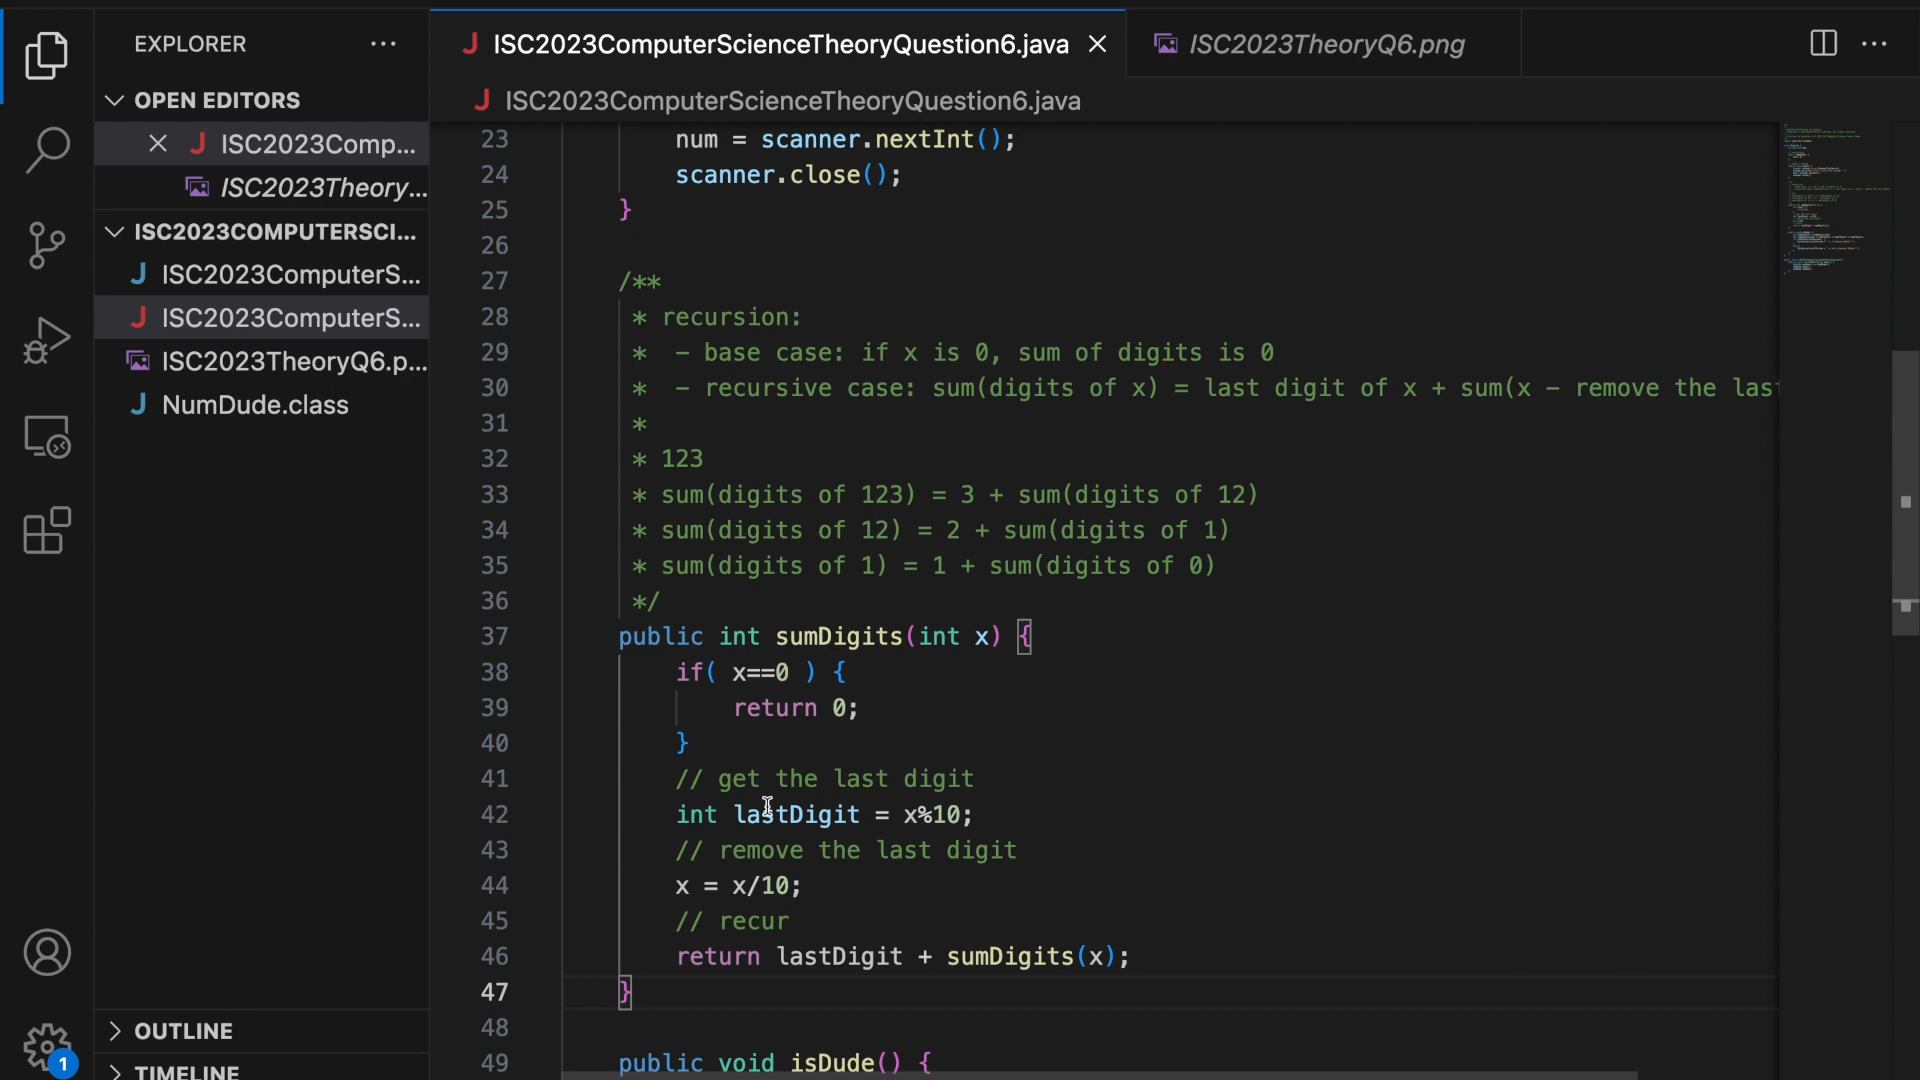 EXPLORER
OPEN EDITORS
ISC2023Comp...
ISC2023Theory...
ISC2023COMPUTERSCI...
ISC2023ComputerS...
ISC2023ComputerS...
ISC2023TheoryQ6.p...
NumDude.class
OUTLINE
TIMELINE
1
ISC2023ComputerScienceTheoryQuestion6.java
ISC2023TheoryQ6.png
ISC2023ComputerScienceTheoryQuestion6.java
23 num = scanner.nextInt();
24 scanner.close();
25 }
26
27 /**
28 * recursion:
29 * - base case: if x is 0, sum of digits is 0
30 * - recursive case: sum(digits of x) = last digit of x + sum(x - remove the las
31 *
32 * 123
33 * sum(digits of 123) = 3 + sum(digits of 12)
34 * sum(digits of 12) = 2 + sum(digits of 1)
35 * sum(digits of 1) = 1 + sum(digits of 0)
36 */
37 public int sumDigits(int x) {
38 if( x==0 ) {
39 return 0;
40 }
41 // get the last digit
42 int lastDigit = x%10;
43 // remove the last digit
44 x = x/10;
45 // recur
46 return lastDigit + sumDigits(x);
47 }
48
49 public void isDude() {